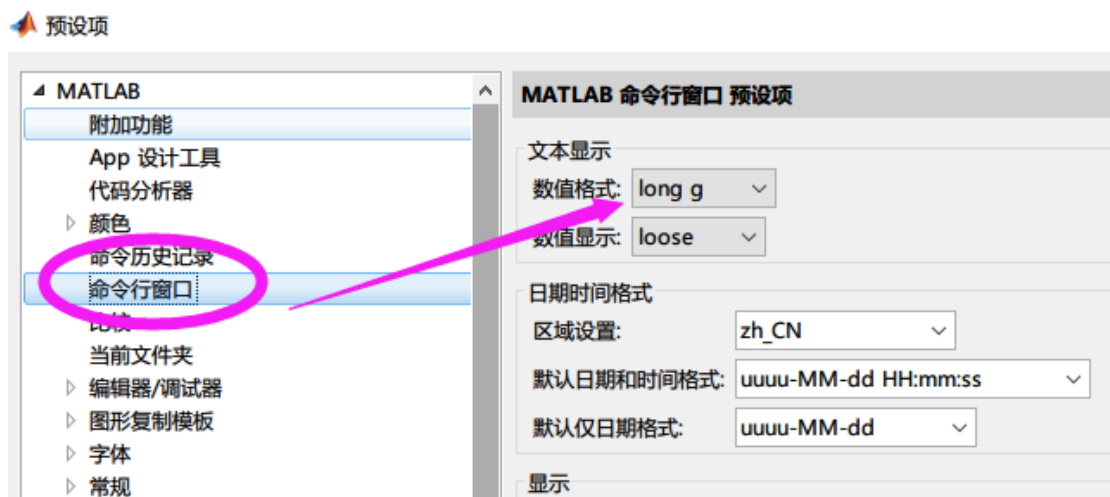 预设项
MATLAB
附加功能
App 设计工具
代码分析器
颜色
命令历史记录
命令行窗口
比较
当前文件夹
编辑器/调试器
图形复制模板
字体
常规
MATLAB 命令行窗口 预设项
文本显示
数值格式: long g
数值显示: loose
日期时间格式
区域设置: zh_CN
默认日期和时间格式: uuuu-MM-dd HH:mm:ss
默认仅日期格式: uuuu-MM-dd
显示